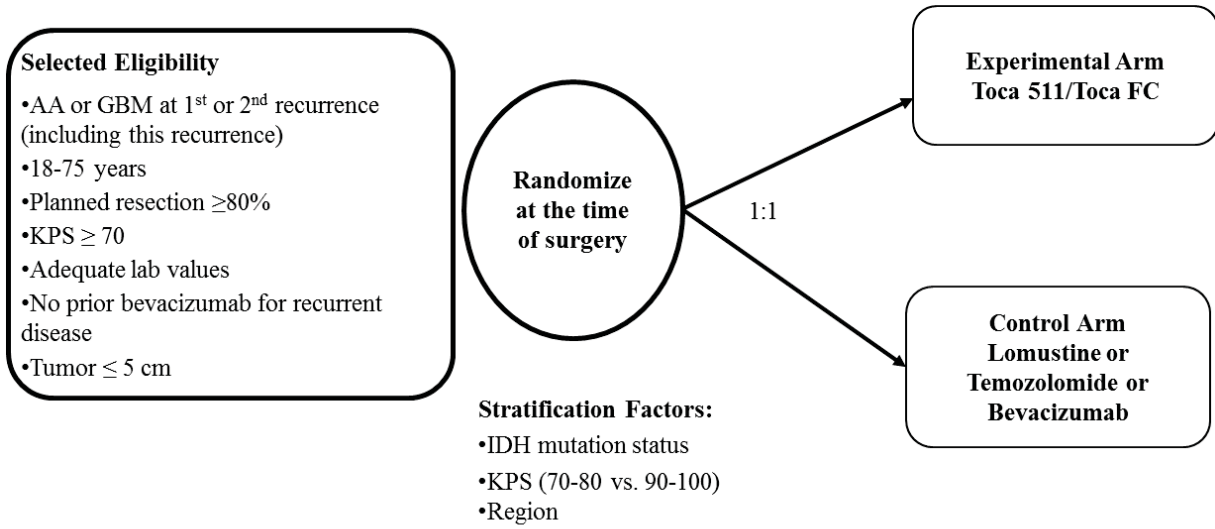 Selected Eligibility
•AA or GBM at 1st or 2nd recurrence
(including this recurrence)
•18-75 years
•Planned resection ≥80%
•KPS ≥ 70
•Adequate lab values
•No prior bevacizumab for recurrent
disease
•Tumor ≤ 5 cm
Randomize
at the time
of surgery
Stratification Factors:
•IDH mutation status
•KPS (70-80 vs. 90-100)
•Region
1:1
Experimental Arm
Toca 511/Toca FC
Control Arm
Lomustine or
Temozolomide or
Bevacizumab